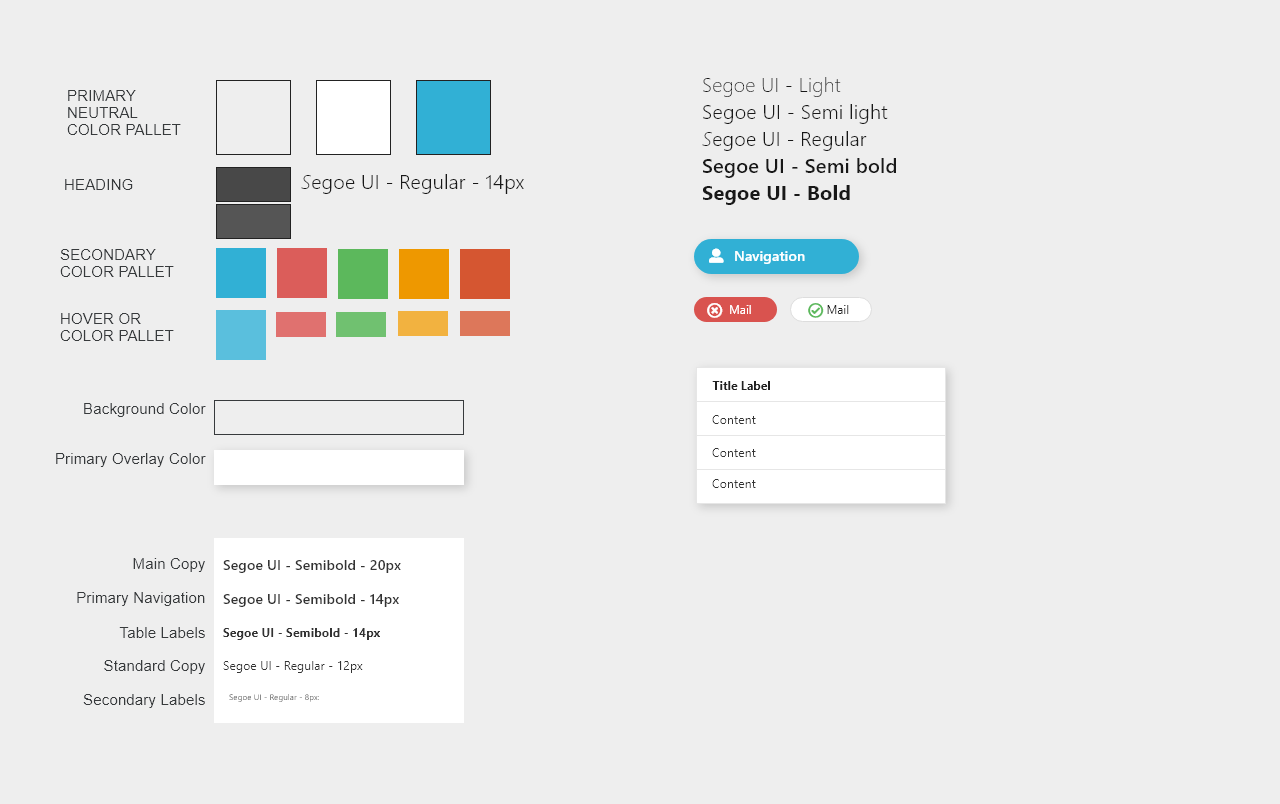 PRIMARY
NEUTRAL
COLOR PALLET
HEADING
Segoe UI - Regular - 14px
SECONDARY
COLOR PALLET
HOVER OR
COLOR PALLET
Background Color
Primary Overlay Color
Main Copy
Segoe UI - Semibold - 20px
Primary Navigation
Segoe UI - Semibold - 14px
Table Labels
Segoe UI - Semibold - 14px
Standard Copy
Segoe UI - Regular - 12px
Secondary Labels
Segoe UI - Regular - 8px:
Segoe UI - Light
Segoe UI - Semi light
Segoe UI - Regular
Segoe UI - Semi bold
Segoe UI - Bold
Navigation
Mail
Mail
Title Label
Content
Content
Content